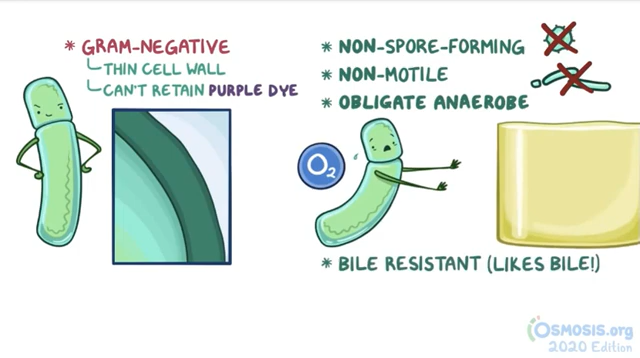 * GRAM-NEGATIVE
THIN CELL WALL
CAN'T RETAIN PURPLE DYE
* NON-SPORE-FORMING
* NON-MOTILE
* OBLIGATE ANAEROBE
O2
* BILE RESISTANT (LIKES BILE!)
OSMOSIS.org
2020 Edition